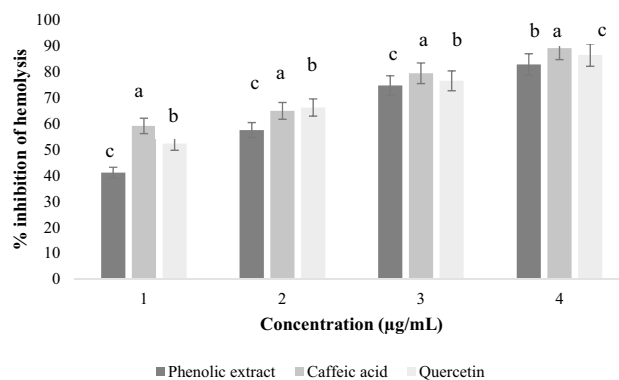 % inhibition of hemolysis
100
90
80
70
60
50
40
30
20
10
0
c a b
c a b
c a b
b a c
1 2 3 4
Concentration (µg/mL)
Phenolic extract Caffeic acid Quercetin